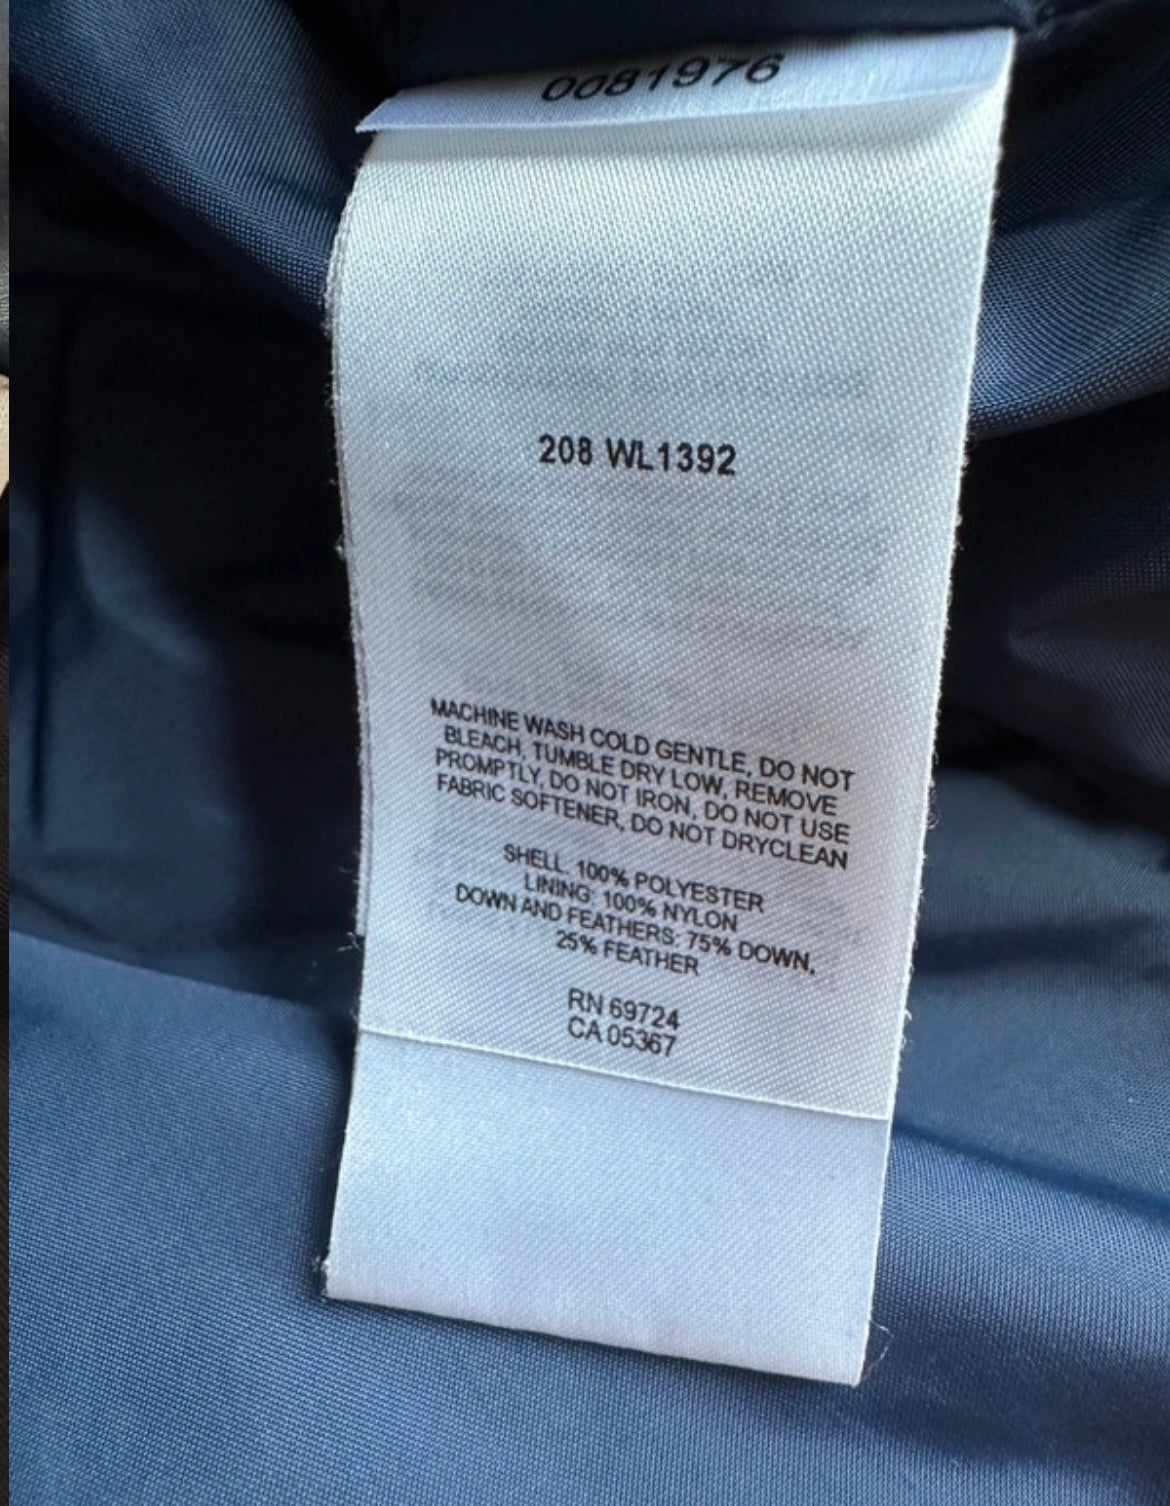 0081976
208 WL1392
MACHINE WASH COLD GENTLE, DO NOT
BLEACH, TUMBLE DRY LOW, REMOVE
PROMPTLY, DO NOT IRON, DO NOT USE
FABRIC SOFTENER, DO NOT DRYCLEAN
SHELL, 100% POLYESTER
LINING: 100% NYLON
DOWN AND FEATHERS: 75% DOWN,
25% FEATHER
RN 69724
CA 05367